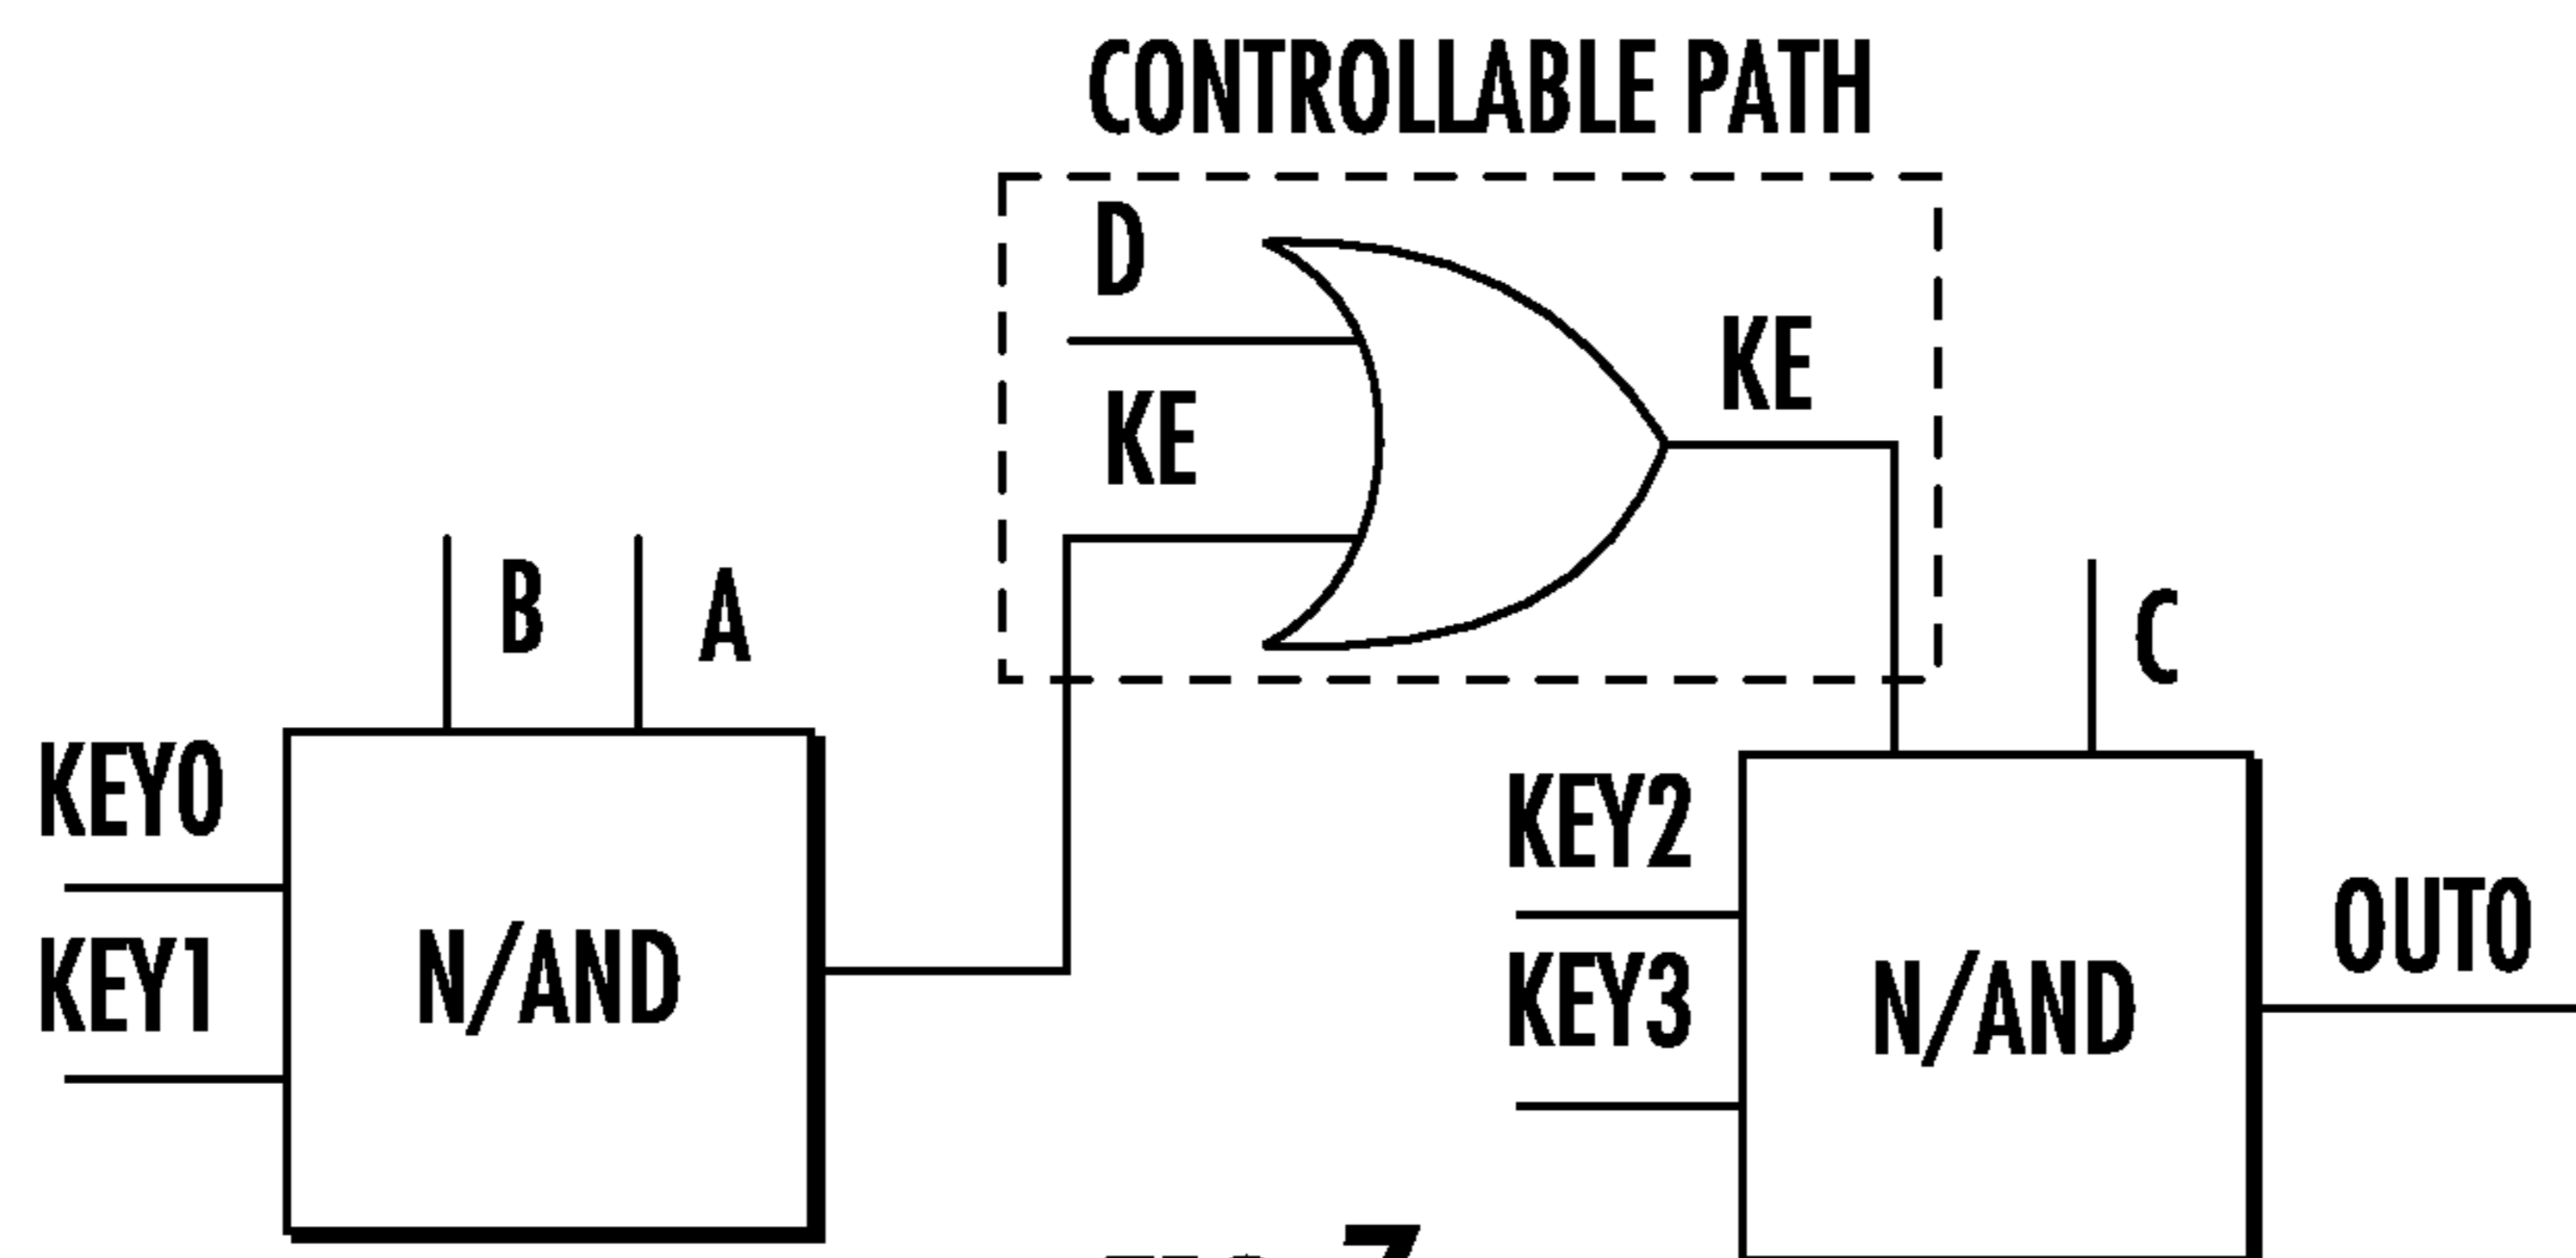 CONTROLLABLE PATH
D
KE
KE
B
A
C
KEY0
KEY1
N/AND
KEY2
KEY3
N/AND
OUT0